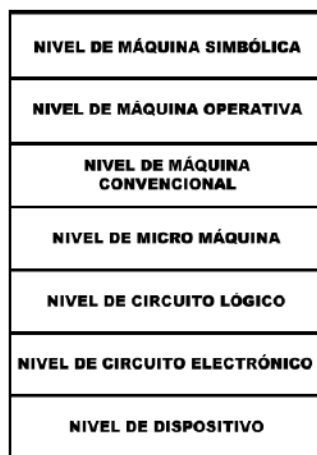 NIVEL DE MÁQUINA SIMBÓLICA
NIVEL DE MÁQUINA OPERATIVA
NIVEL DE MÁQUINA
CONVENCIONAL
NIVEL DE MICRO MÁQUINA
NIVEL DE CIRCUITO LÓGICO
NIVEL DE CIRCUITO ELECTRÓNICO
NIVEL DE DISPOSITIVO